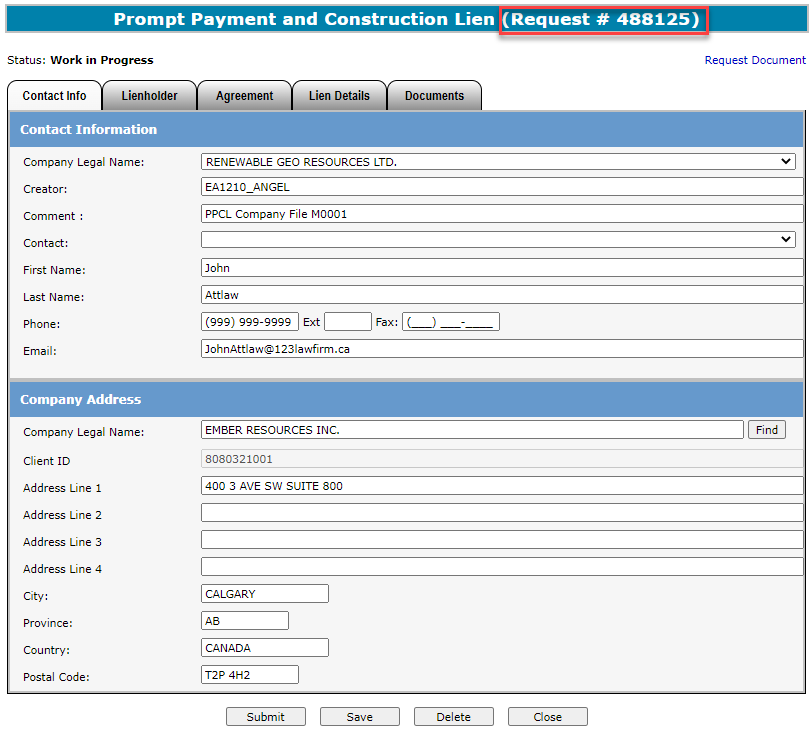 Prompt Payment and Construction Lien (Request # 488125)
Status: Work in Progress Request Document
Contact Info Lienholder Agreement Lien Details Documents
Contact Information
Company Legal Name: RENEWABLE GEO RESOURCES LTD.
Creator: EA1210_ANGEL
Comment : PPCL Company File M0001
Contact:
First Name: John
Last Name: Attlaw
Phone: (999) 999-9999 Ext Fax: (___) ___-____
Email: JohnAttlaw@123lawfirm.ca
Company Address
Company Legal Name: EMBER RESOURCES INC. Find
Client ID 8080321001
Address Line 1 400 3 AVE SW SUITE 800
Address Line 2
Address Line 3
Address Line 4
City: CALGARY
Province: AB
Country: CANADA
Postal Code: T2P 4H2
Submit Save Delete Close